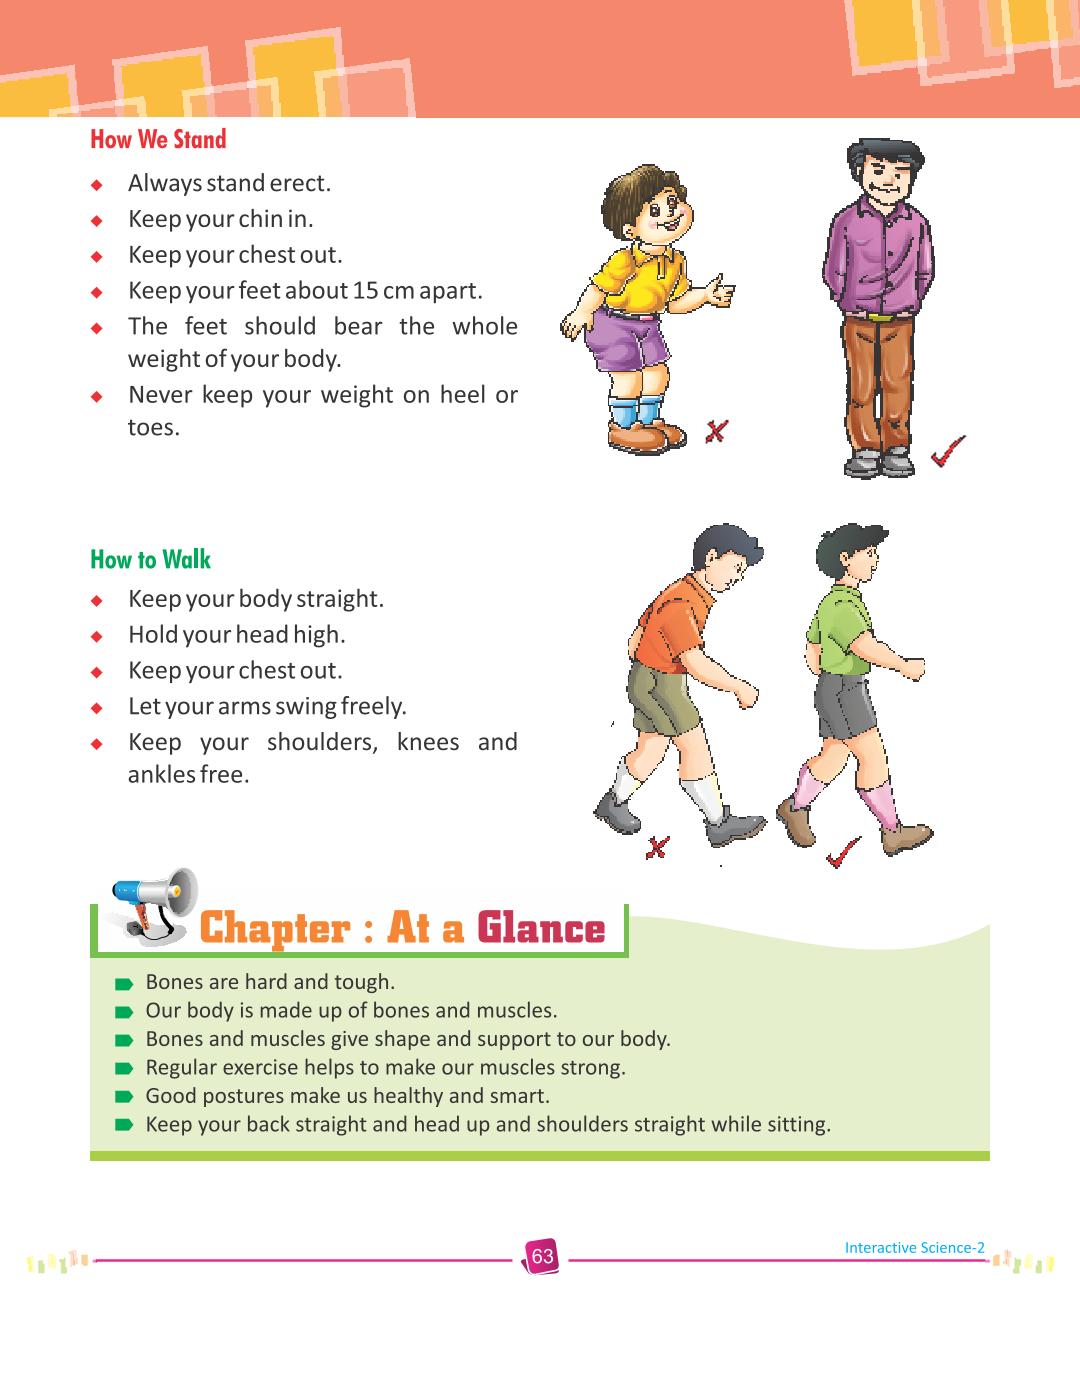 How We Stand
Always stand erect.
Keep your chin in.
Keep your chest out.
Keep your feet about 15 cm apart.
The feet should bear the whole
weight of your body.
Never keep your weight on heel or
toes.
How to Walk
Keep your body straight.
Hold your head high.
Keep your chest out.
Let your arms swing freely.
Keep your shoulders, knees and
ankles free.
Chapter : At a Glance
Bones are hard and tough.
Our body is made up of bones and muscles.
Bones and muscles give shape and support to our body.
Regular exercise helps to make our muscles strong.
Good postures make us healthy and smart.
Keep your back straight and head up and shoulders straight while sitting.
63
Interactive Science-2